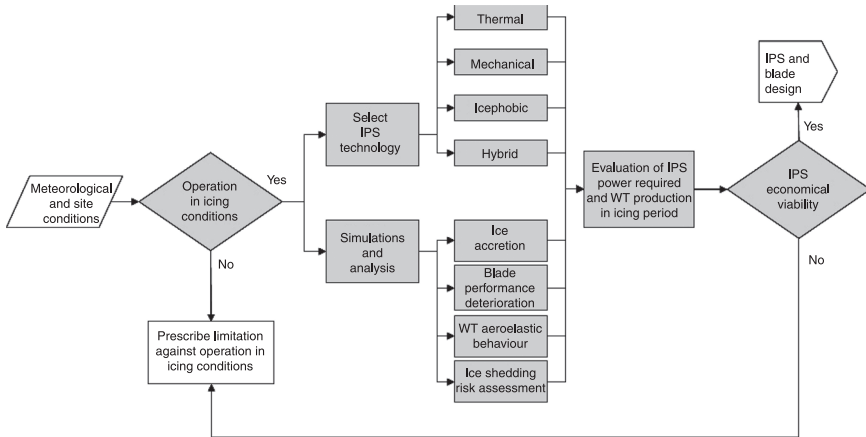 Meteorological
and site
conditions
Operation
in icing
conditions
Yes
No
Prescribe limitation
against operation in
icing conditions
Select
IPS
technology
Simulations
and
analysis
Thermal
Mechanical
Icephobic
Hybrid
Ice
accretion
Blade
performance
deterioration
WT aeroelastic
behaviour
Ice shedding
risk assessment
Evaluation of IPS
power required
and WT production
in icing period
IPS
economical
viability
Yes
No
IPS and
blade
design